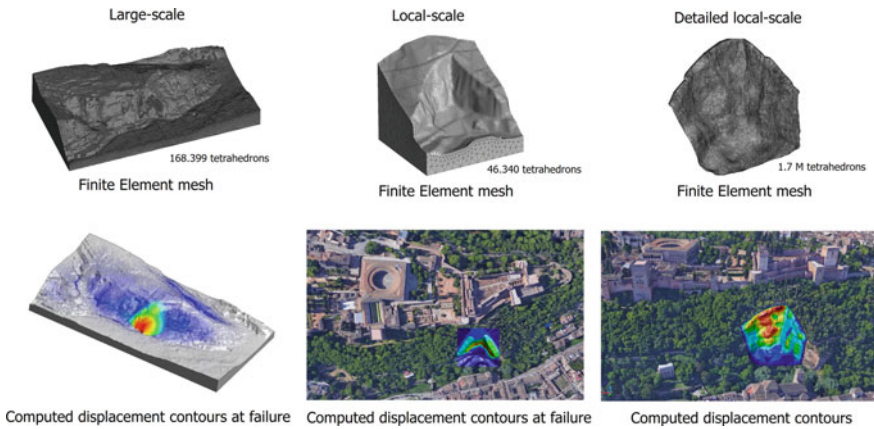 Large-scale
Local-scale
Detailed local-scale
168.399 tetrahedrons
46.340 tetrahedrons
1.7 M tetrahedrons
Finite Element mesh
Finite Element mesh
Finite Element mesh
Computed displacement contours at failure
Computed displacement contours at failure
Computed displacement contours